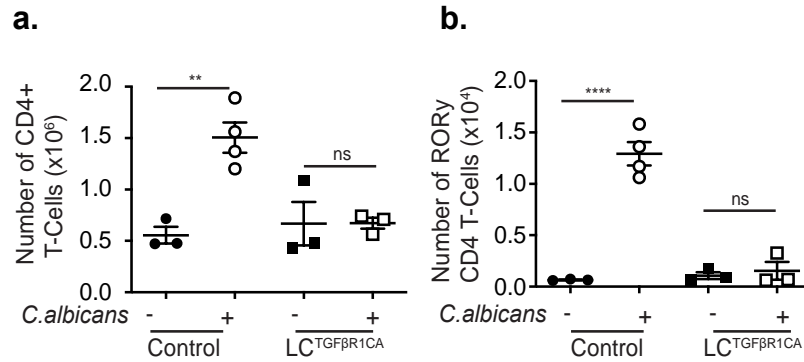 a.
Number of CD4+
T-Cells (x10⁶)
2.0
1.5
1.0
0.5
0.0
**
ns
C.albicans - + - +
Control LCᵀᴳᶠᵝᴿ¹ᶜᴬ
b.
Number of RORγ
CD4 T-Cells (x10⁴)
2.0
1.5
1.0
0.5
0.0
****
ns
C.albicans - + - +
Control LCᵀᴳᶠᵝᴿ¹ᶜᴬ